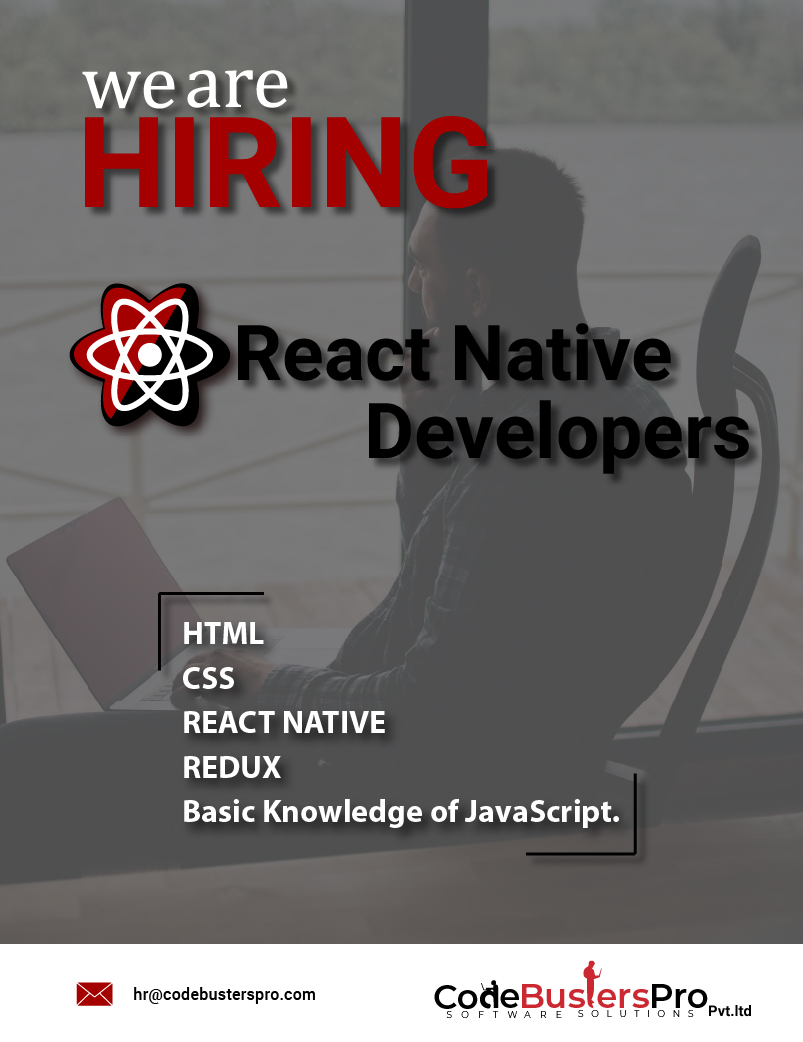 we are
HIRING
React Native
Developers
HTML
CSS
REACT NATIVE
REDUX
Basic Knowledge of JavaScript.
hr@codebusterspro.com
CodeBustersPro
SOFTWARE SOLUTIONS
Pvt.ltd